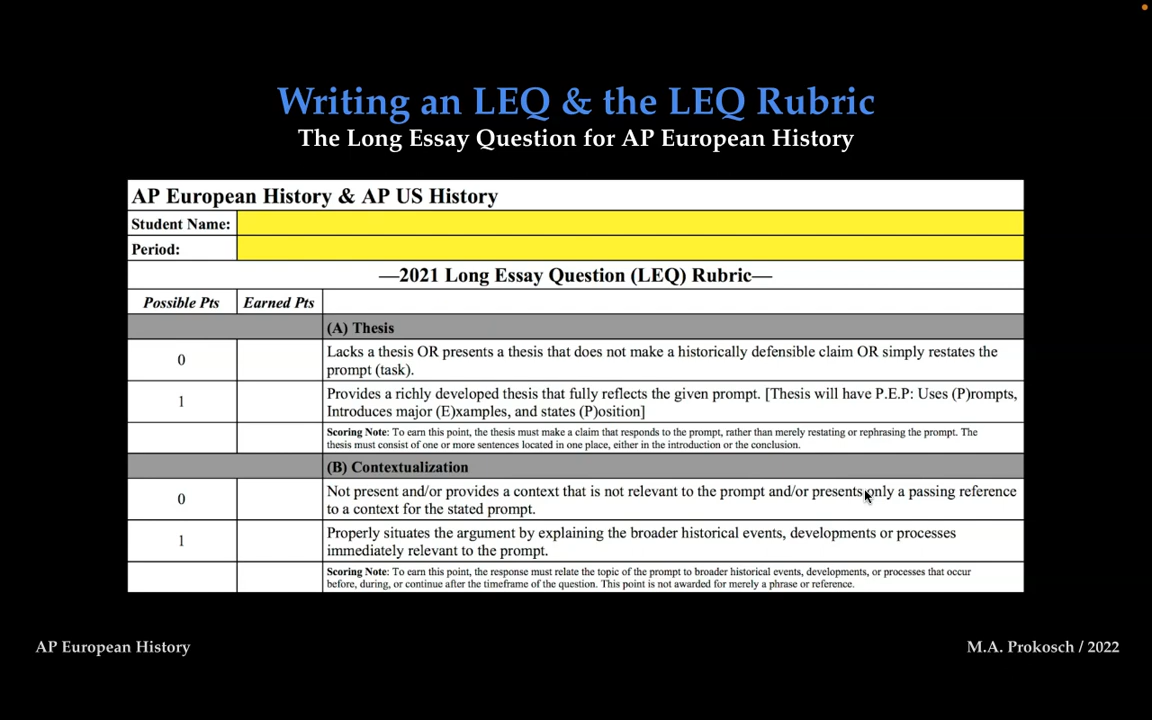 Writing an LEQ & the LEQ Rubric
The Long Essay Question for AP European History
AP European History & AP US History
Student Name:
Period:
—2021 Long Essay Question (LEQ) Rubric—
Possible Pts Earned Pts
(A) Thesis
0 Lacks a thesis OR presents a thesis that does not make a historically defensible claim OR simply restates the
prompt (task).
1 Provides a richly developed thesis that fully reflects the given prompt. [Thesis will have P.E.P: Uses (P)rompts,
Introduces major (E)xamples, and states (P)osition]
Scoring Note: To earn this point, the thesis must make a claim that responds to the prompt, rather than merely restating or rephrasing the prompt. The
thesis must consist of one or more sentences located in one place, either in the introduction or the conclusion.
(B) Contextualization
0 Not present and/or provides a context that is not relevant to the prompt and/or presents only a passing reference
to a context for the stated prompt.
1 Properly situates the argument by explaining the broader historical events, developments or processes
immediately relevant to the prompt.
Scoring Note: To earn this point, the response must relate the topic of the prompt to broader historical events, developments, or processes that occur
before, during, or continue after the timeframe of the question. This point is not awarded for merely a phrase or reference.
AP European History
M.A. Prokosch / 2022